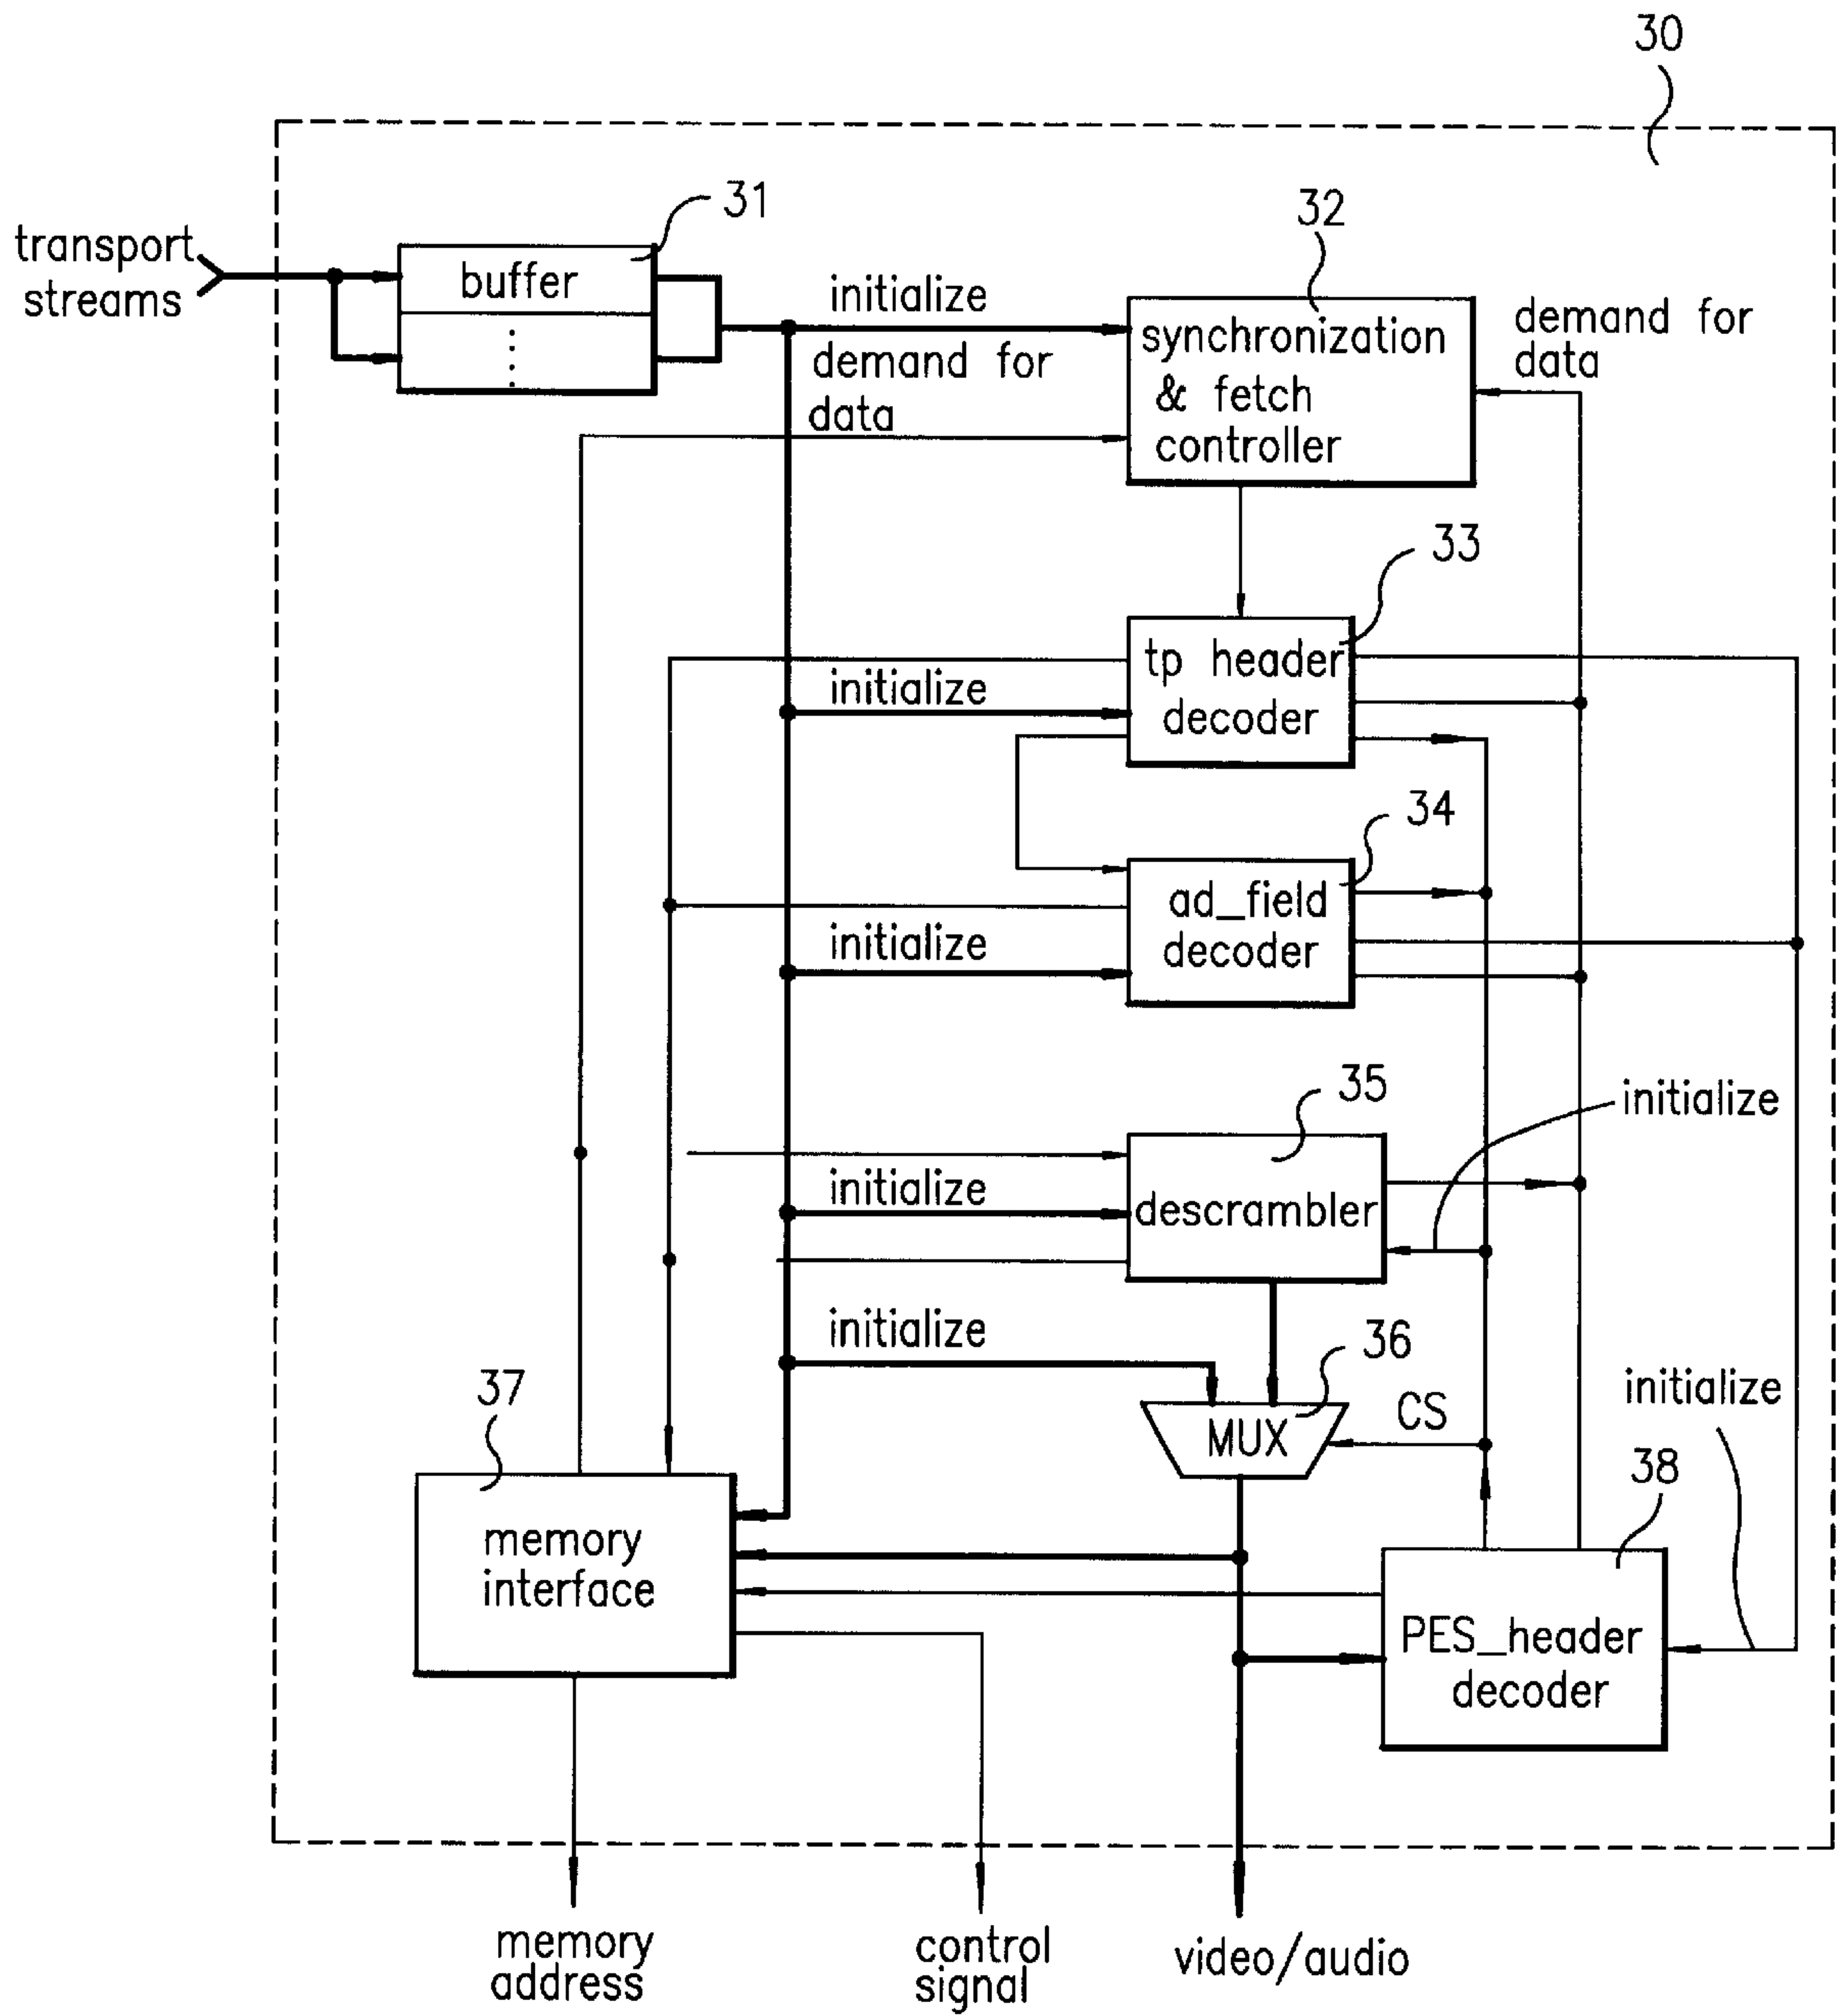 30
transport
streams
31
buffer
initialize
demand for
data
32
synchronization
& fetch
controller
demand for
data
33
tp header
decoder
initialize
34
ad_field
decoder
initialize
35
initialize
descrambler
initialize
initialize
36
MUX
CS
initialize
37
memory
interface
38
PES_header
decoder
memory
address
control
signal
video/audio